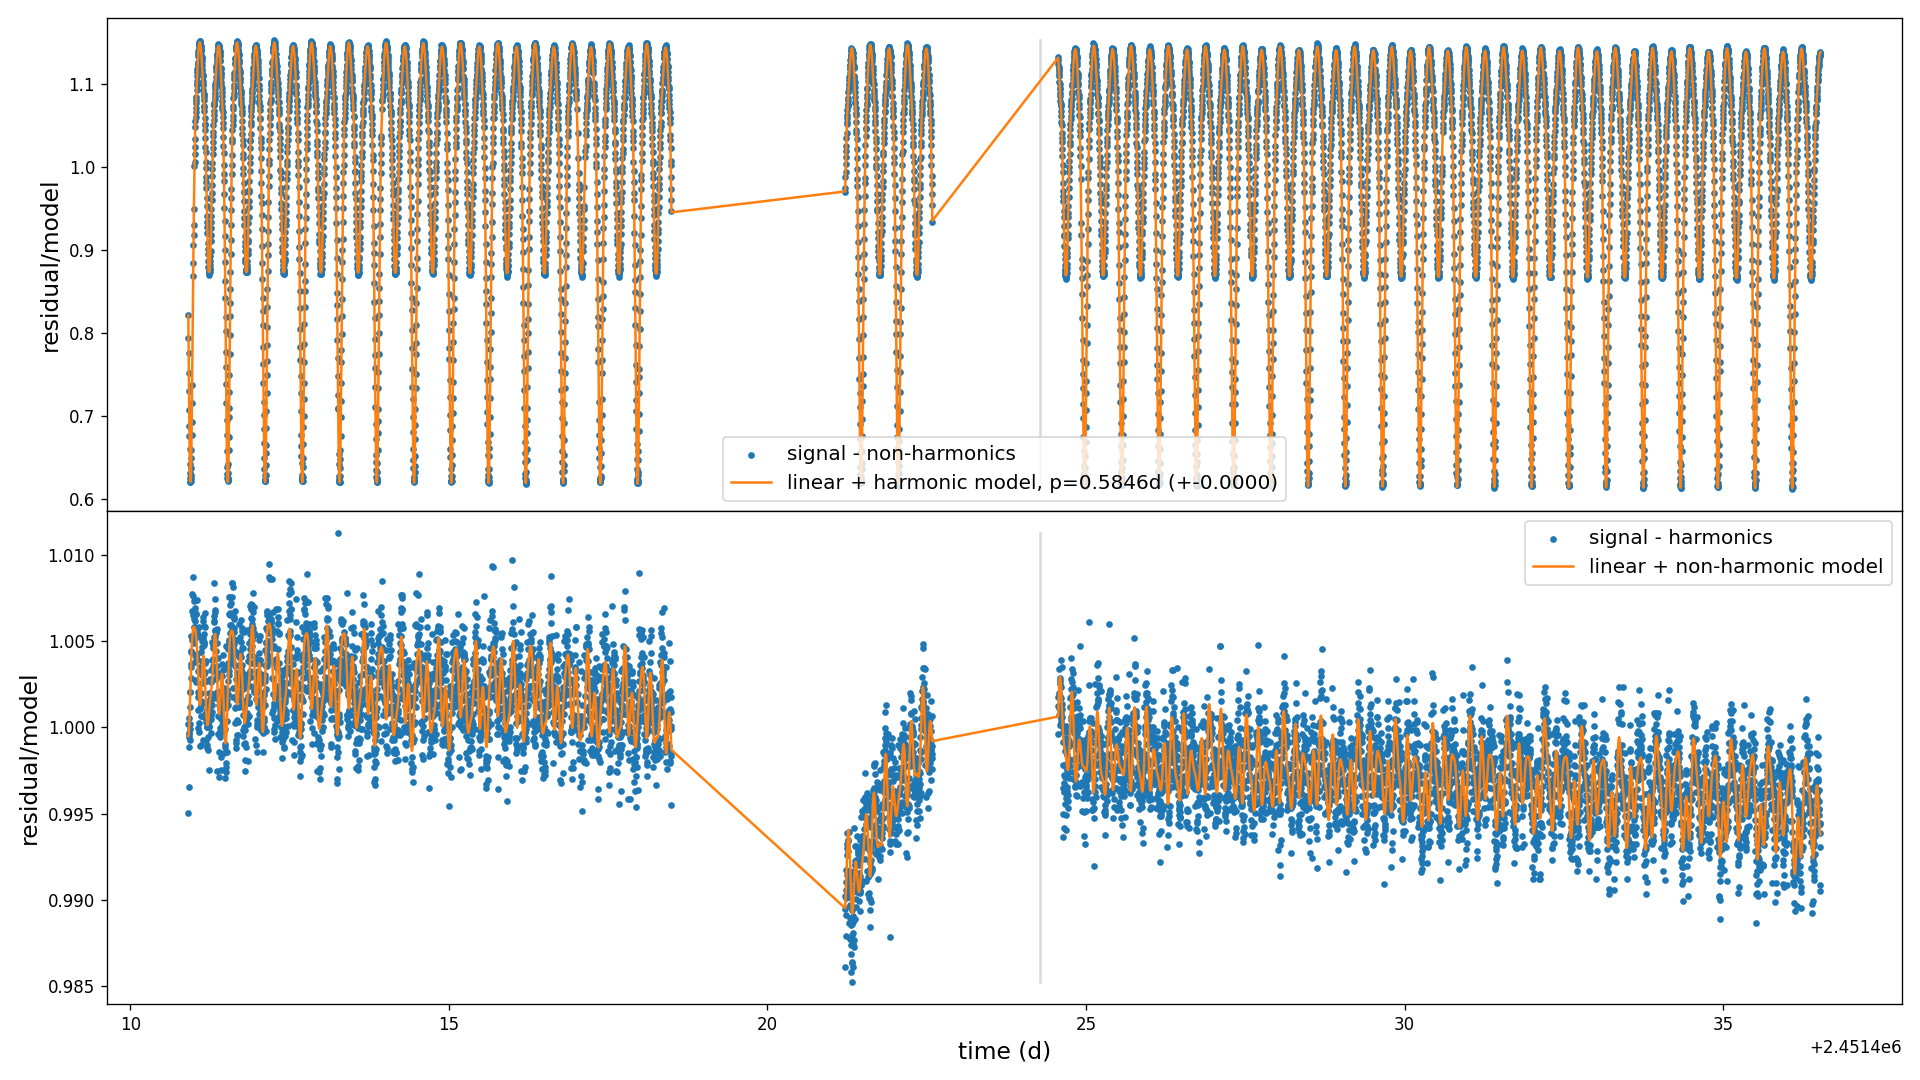 1.1
1.0
0.9
0.8
0.7
0.6
residual/model
signal - non-harmonics
linear + harmonic model, p=0.5846d (+-0.0000)
1.010
1.005
1.000
0.995
0.990
0.985
residual/model
signal - harmonics
linear + non-harmonic model
10
15
20
25
30
35
time (d)
+2.4514e6